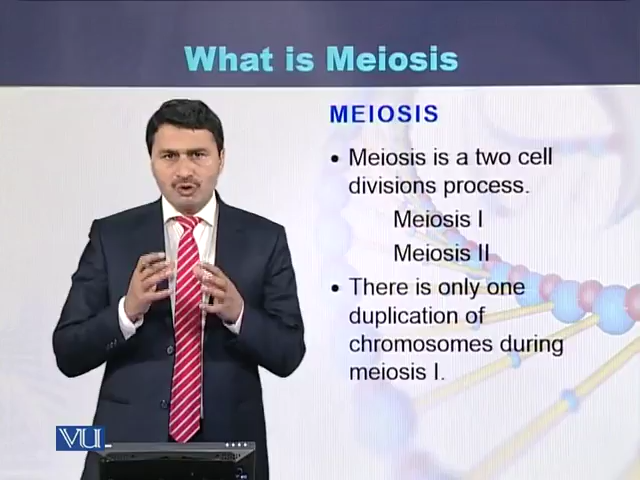 What is Meiosis
MEIOSIS
• Meiosis is a two cell
divisions process.
Meiosis I
Meiosis II
• There is only one
duplication of
chromosomes during
meiosis I.
VU